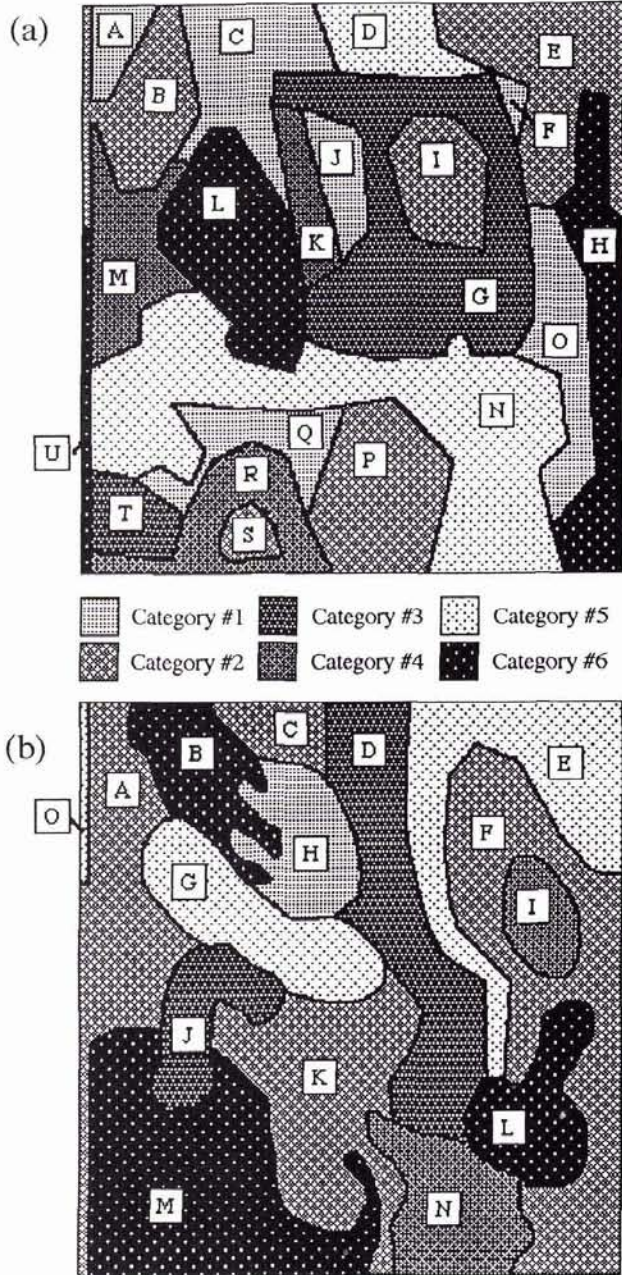 (a)
A
C
D
E
B
F
J
I
L
K
H
M
G
O
N
U
Q
P
R
T
S
Category #1 Category #3 Category #5
Category #2 Category #4 Category #6
(b)
C
B
D
E
A
O
F
H
G
I
J
K
L
M
N